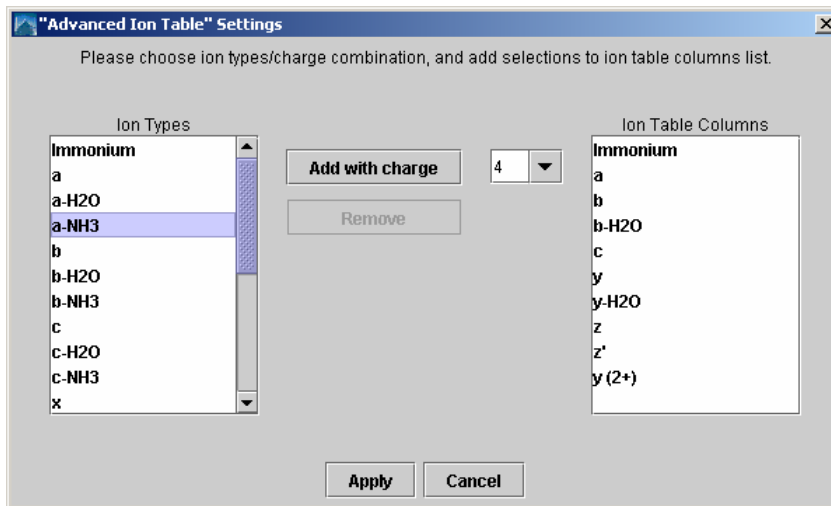 "Advanced Ion Table" Settings
Please choose ion types/charge combination, and add selections to ion table columns list.
Ion Types
Immonium
a
a-H2O
a-NH3
b
b-H2O
b-NH3
c
c-H2O
c-NH3
x
Add with charge
4
Remove
Ion Table Columns
Immonium
a
b
b-H2O
c
y
y-H2O
z
z'
y (2+)
Apply
Cancel